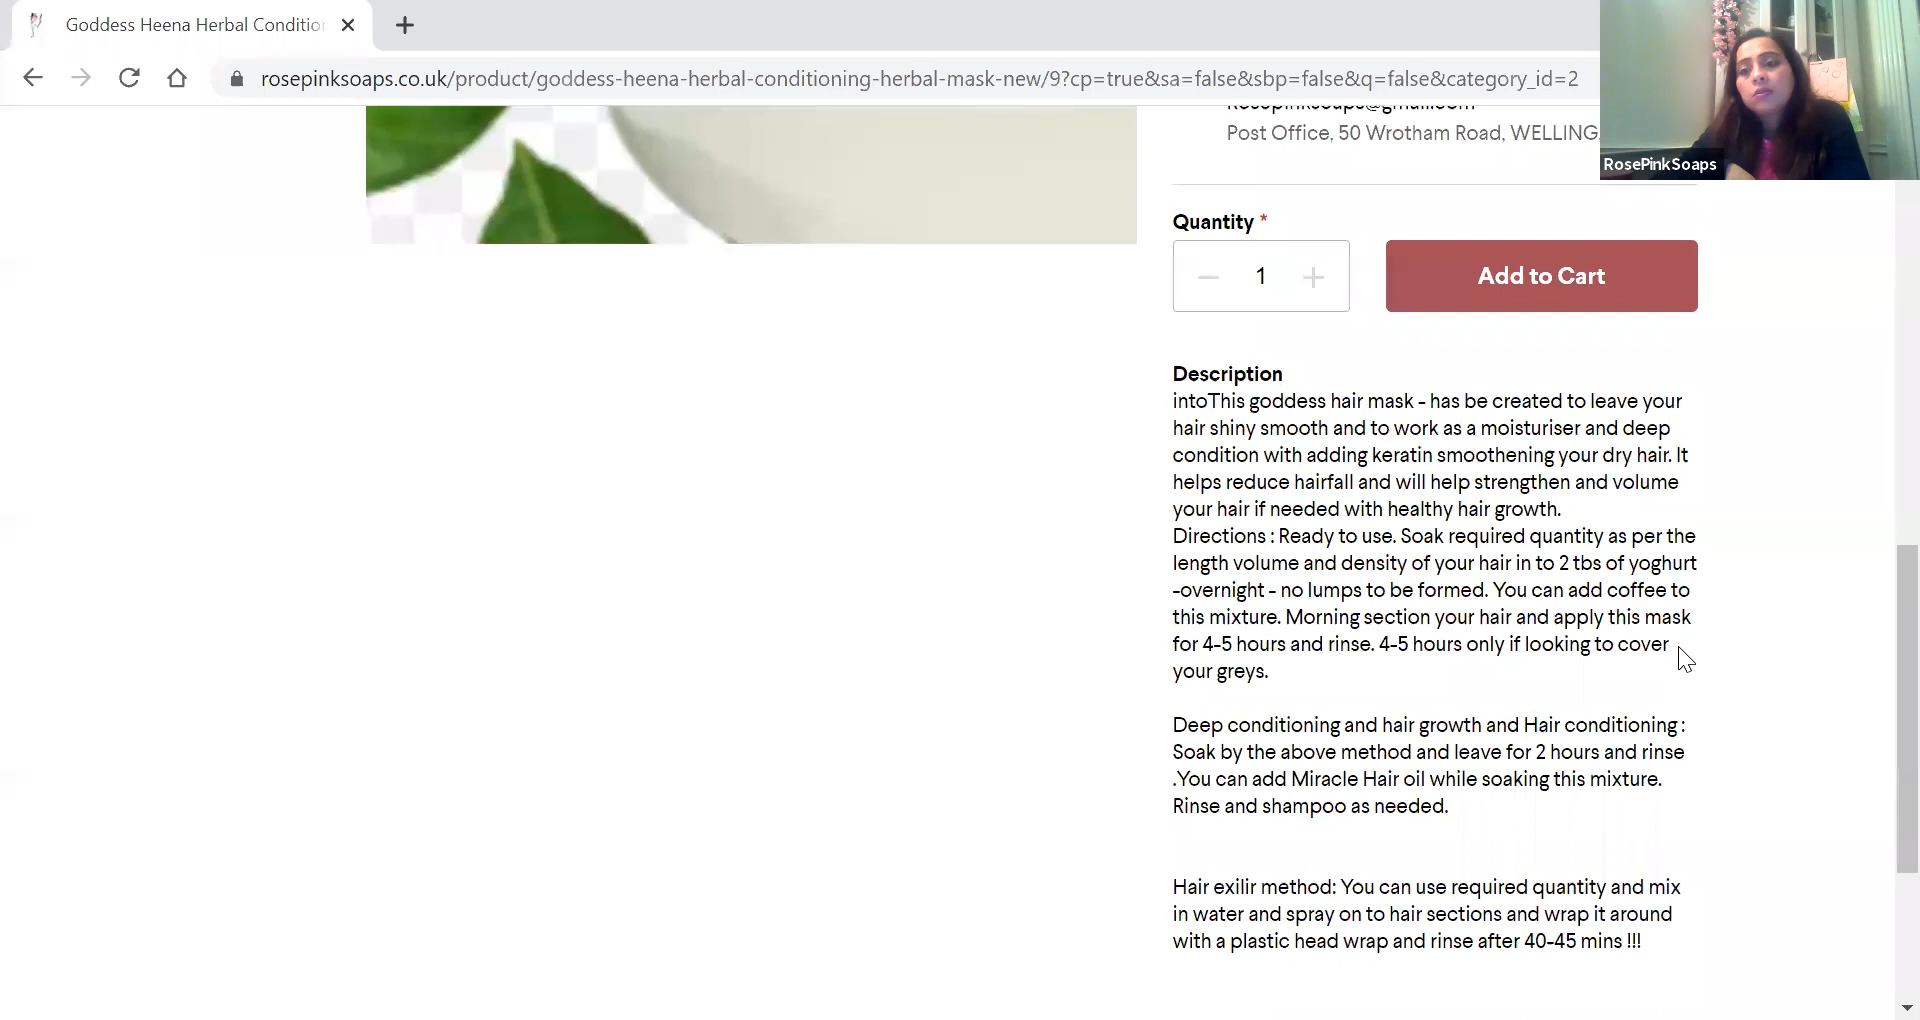 Goddess Heena Herbal Conditio
rosepinksoaps.co.uk/product/goddess-heena-herbal-conditioning-herbal-mask-new/9?cp=true&sa=false&sbp=false&q=false&category_id=2
RosePinkSoaps
Rosepinksoaps@gmail.com
Post Office, 50 Wrotham Road, WELLING,
Quantity *
1
Add to Cart
Description
intoThis goddess hair mask - has be created to leave your
hair shiny smooth and to work as a moisturiser and deep
condition with adding keratin smoothening your dry hair. It
helps reduce hairfall and will help strengthen and volume
your hair if needed with healthy hair growth.
Directions : Ready to use. Soak required quantity as per the
length volume and density of your hair in to 2 tbs of yoghurt
-overnight - no lumps to be formed. You can add coffee to
this mixture. Morning section your hair and apply this mask
for 4-5 hours and rinse. 4-5 hours only if looking to cover
your greys.
Deep conditioning and hair growth and Hair conditioning :
Soak by the above method and leave for 2 hours and rinse
.You can add Miracle Hair oil while soaking this mixture.
Rinse and shampoo as needed.
Hair exilir method: You can use required quantity and mix
in water and spray on to hair sections and wrap it around
with a plastic head wrap and rinse after 40-45 mins !!!